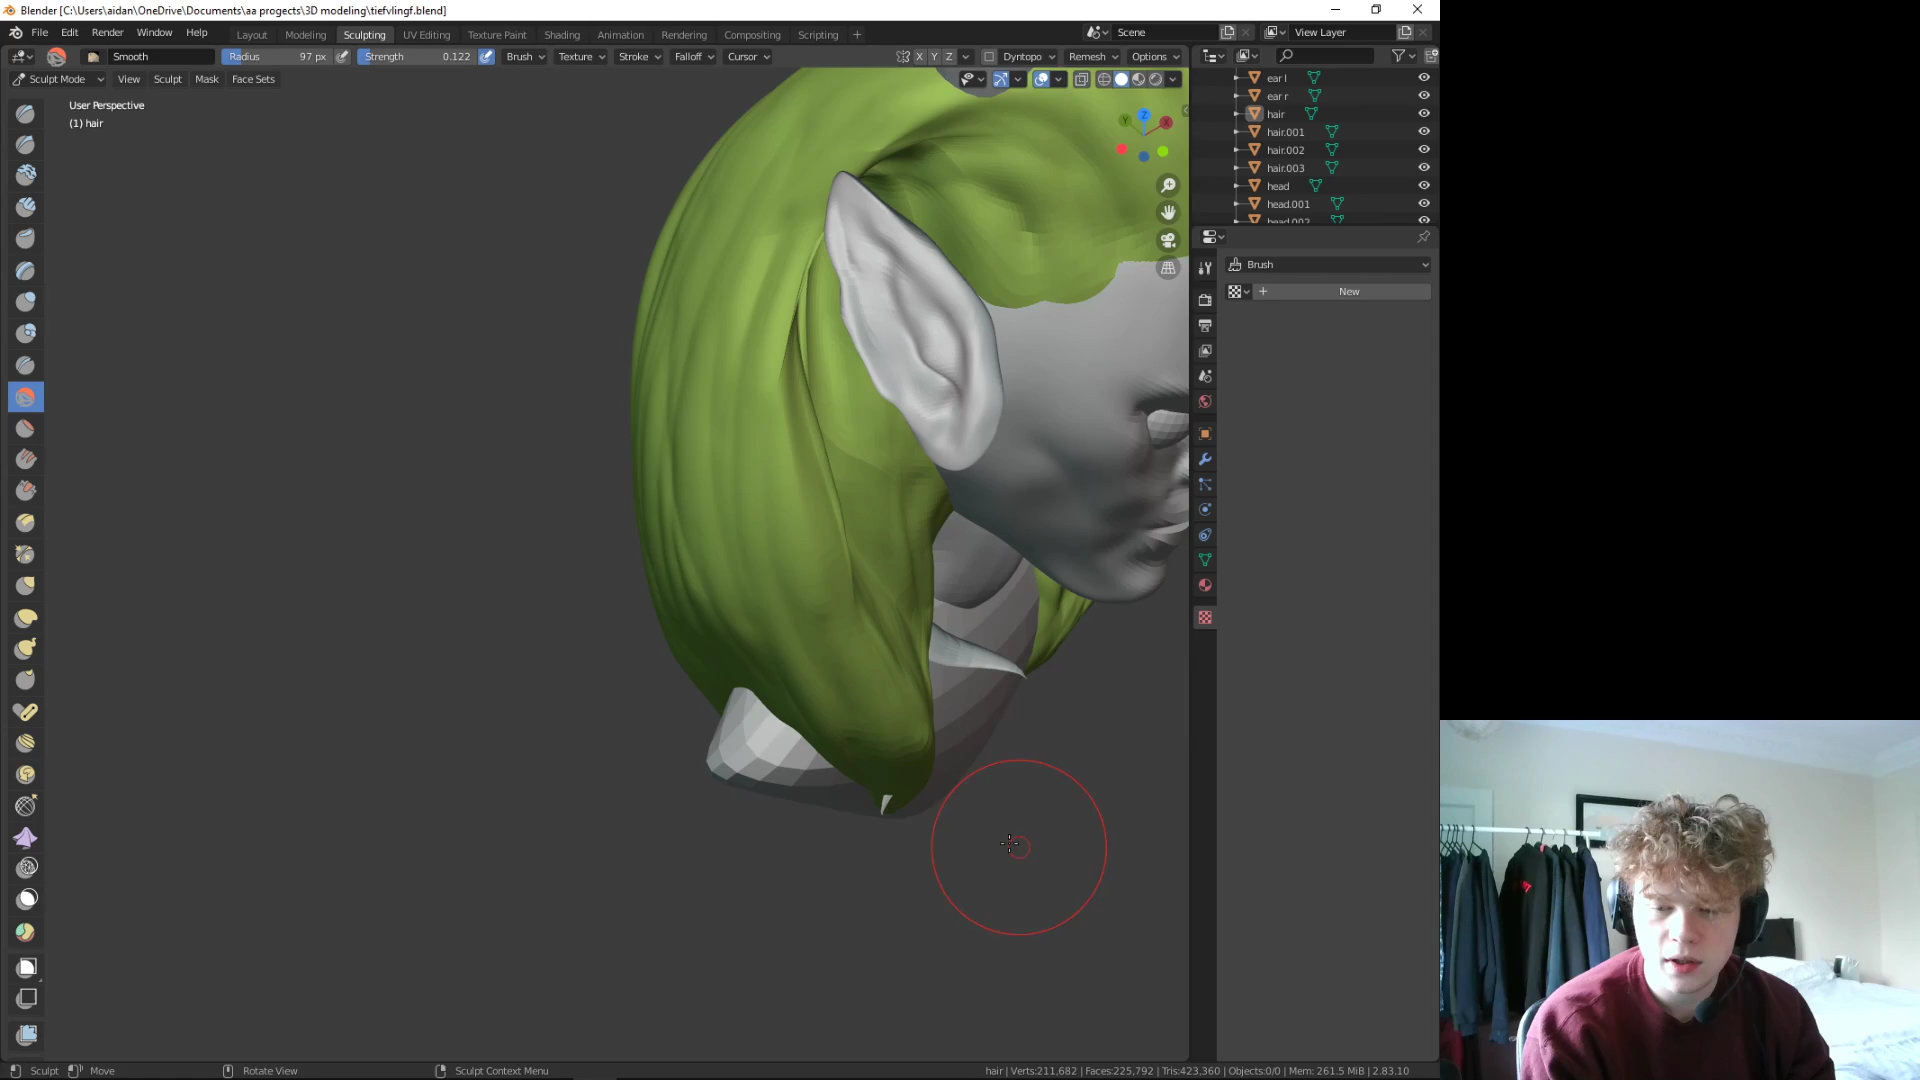 Blender [C:\Users\aidan\OneDrive\Documents\aa progects\3D modeling\tiefvlingf.blend]
File Edit Render Window Help Layout Modeling Sculpting UV Editing Texture Paint Shading Animation Rendering Compositing Scripting + Scene View Layer
Smooth Radius 97 px Strength 0.122 Brush Texture Stroke Falloff Cursor X Y Z Dyntopo Remesh Options
Sculpt Mode View Sculpt Mask Face Sets
User Perspective
(1) hair
Z
Y
X
ear l
ear r
hair
hair.001
hair.002
hair.003
head
head.001
head.002
Brush
+ New
Sculpt Move Rotate View Sculpt Context Menu hair | Verts:211,682 | Faces:225,792 | Tris:423,360 | Objects:0/0 | Mem: 261.5 MiB | 2.83.10